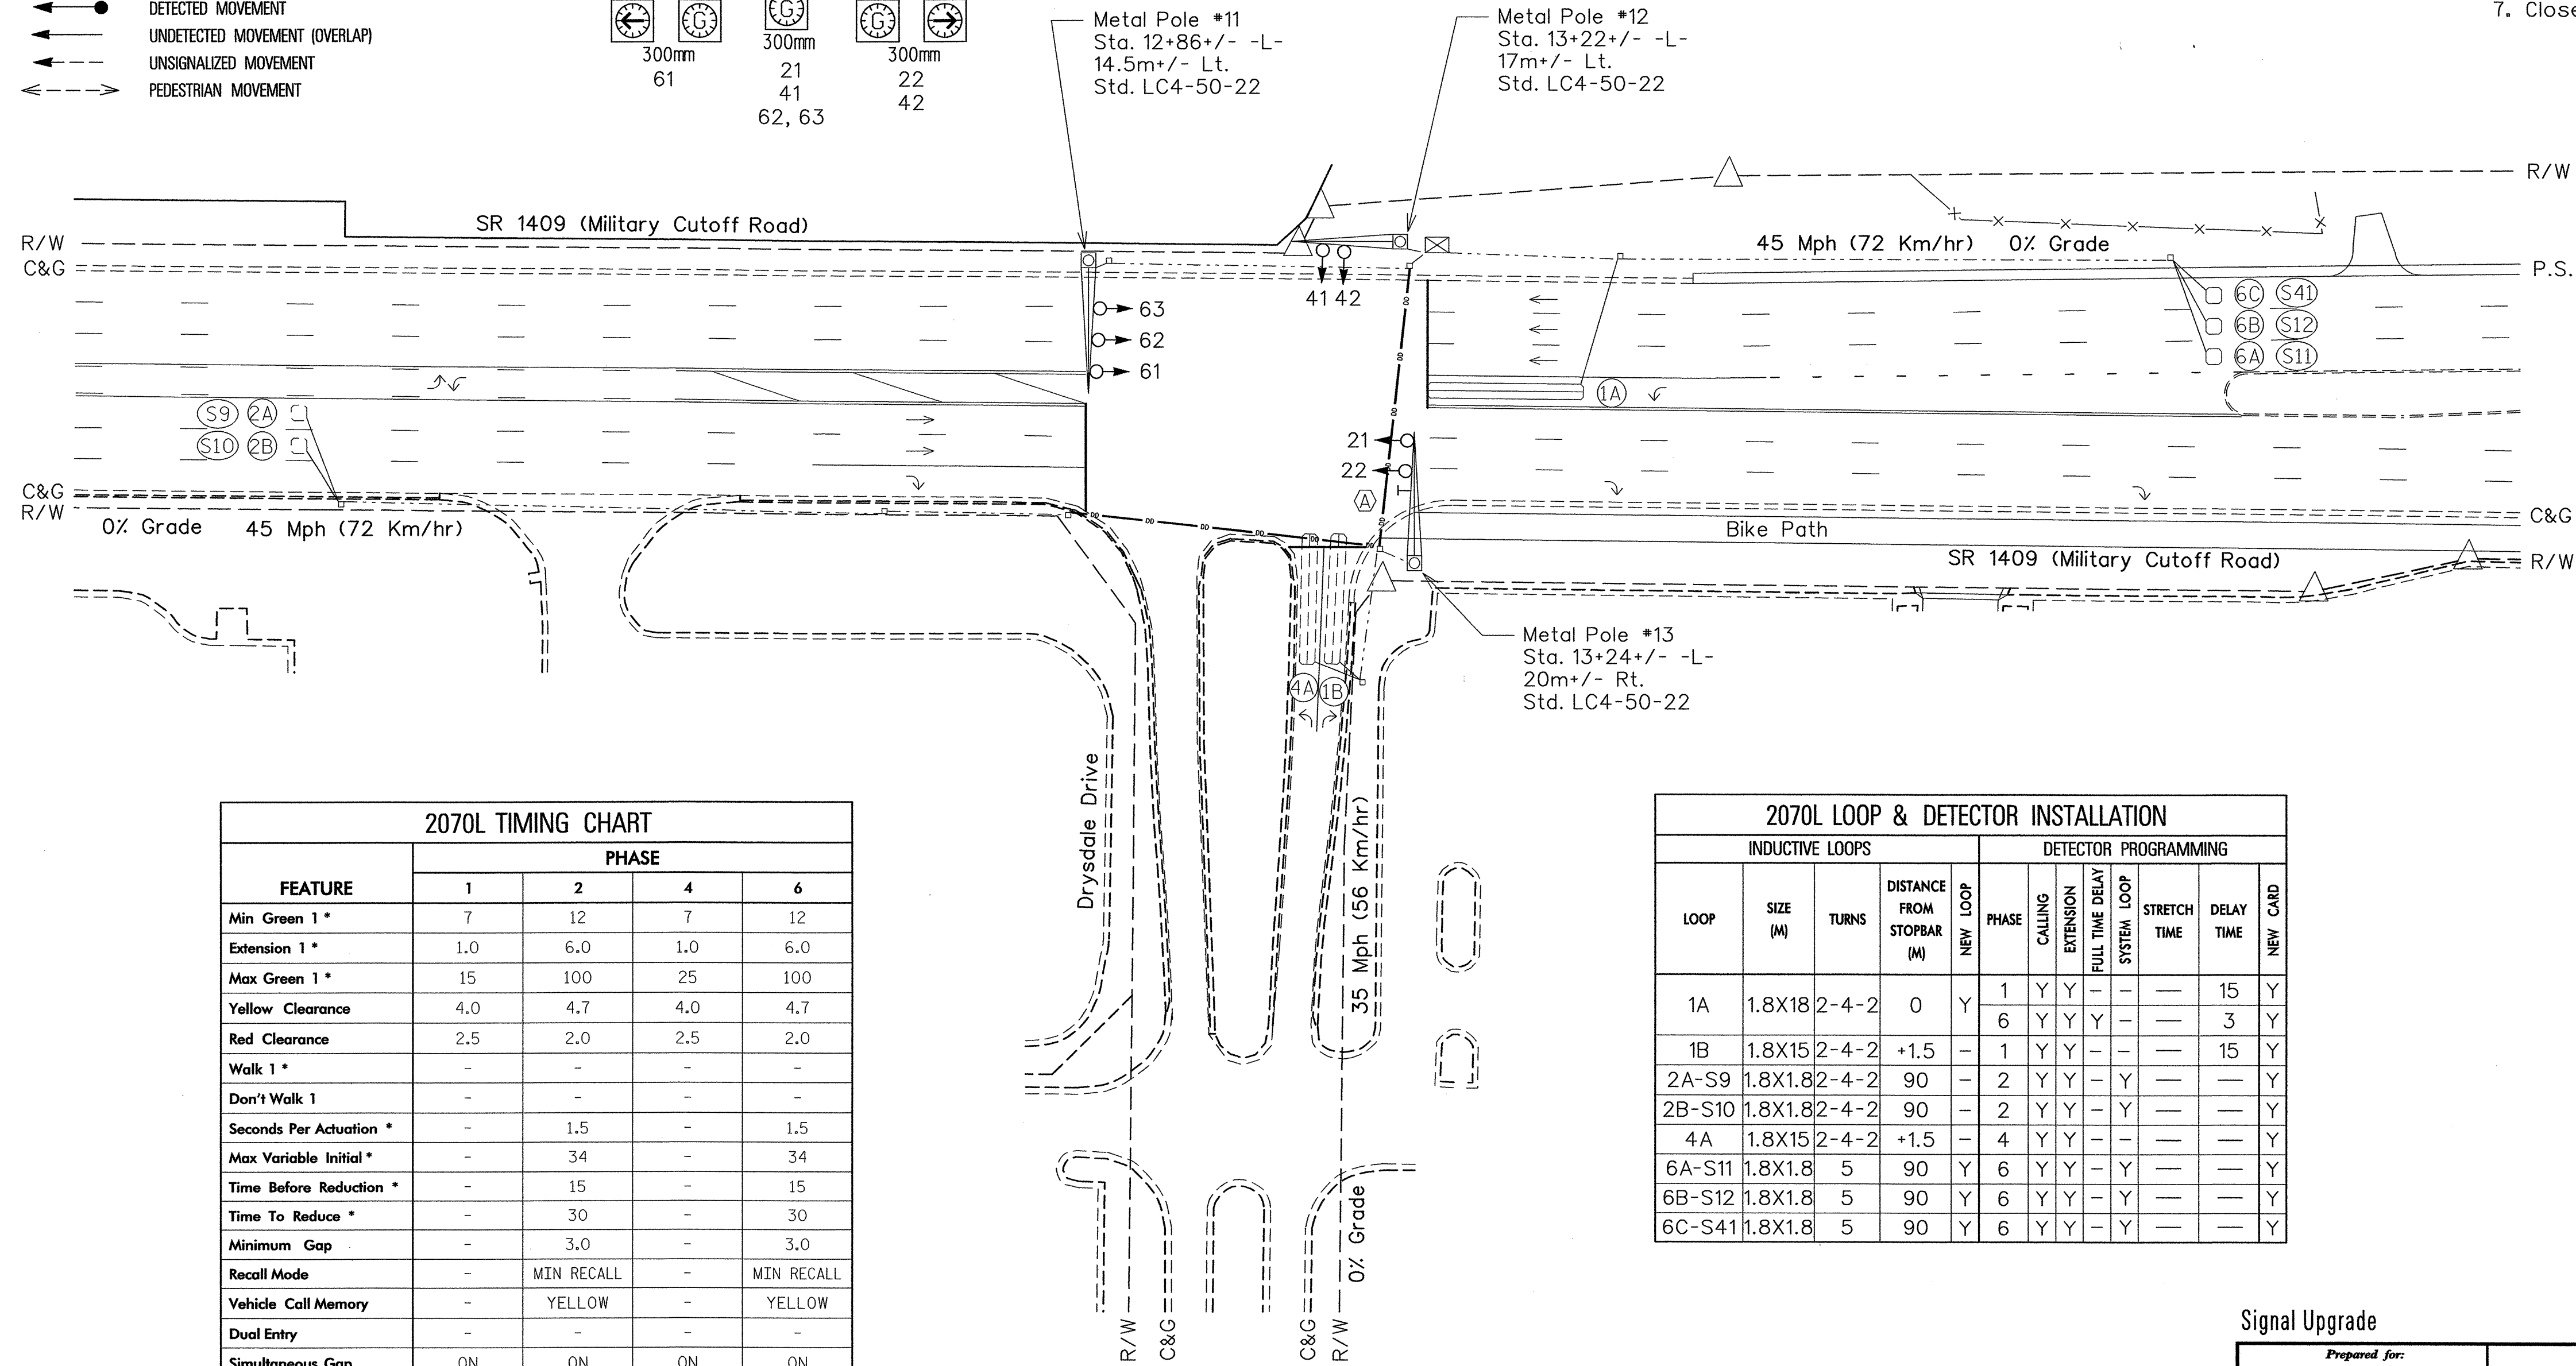 DETECTED MOVEMENT
UNDETECTED MOVEMENT (OVERLAP)
UNSIGNALIZED MOVEMENT
PEDESTRIAN MOVEMENT
G
300mm
61
G
300mm
21
41
62, 63
G
300mm
22
42
Metal Pole #11
Sta. 12+86+/- -L-
14.5m+/- Lt.
Std. LC4-50-22
Metal Pole #12
Sta. 13+22+/- -L-
17m+/- Lt.
Std. LC4-50-22
7. Close
R/W
SR 1409 (Military Cutoff Road)
R/W
C&G
45 Mph (72 Km/hr) 0% Grade
P.S.
41 42
63
62
61
6C S41
6B S12
6A S11
1A
S9 2A
S10 2B
21
22
A
C&G
R/W
0% Grade 45 Mph (72 Km/hr)
Bike Path
C&G
SR 1409 (Military Cutoff Road)
R/W
Metal Pole #13
Sta. 13+24+/- -L-
20m+/- Rt.
Std. LC4-50-22
4A 1B
Drysdale Drive
35 Mph (56 Km/hr)
0% Grade
R/W
C&G
C&G
R/W
2070L TIMING CHART
FEATURE PHASE
1 2 4 6
Min Green 1 * 7 12 7 12
Extension 1 * 1.0 6.0 1.0 6.0
Max Green 1 * 15 100 25 100
Yellow Clearance 4.0 4.7 4.0 4.7
Red Clearance 2.5 2.0 2.5 2.0
Walk 1 * - - - -
Don't Walk 1 - - - -
Seconds Per Actuation * - 1.5 - 1.5
Max Variable Initial * - 34 - 34
Time Before Reduction * - 15 - 15
Time To Reduce * - 30 - 30
Minimum Gap - 3.0 - 3.0
Recall Mode - MIN RECALL - MIN RECALL
Vehicle Call Memory - YELLOW - YELLOW
Dual Entry - - - -
Simultaneous Gap ON ON ON ON
2070L LOOP & DETECTOR INSTALLATION
INDUCTIVE LOOPS DETECTOR PROGRAMMING
LOOP SIZE (M) TURNS DISTANCE FROM STOPBAR (M) NEW LOOP PHASE CALLING EXTENSION FULL TIME DELAY SYSTEM LOOP STRETCH TIME DELAY TIME NEW CARD
1A 1.8X18 2-4-2 0 Y 1 Y Y - - — 15 Y
6 Y Y Y - — 3 Y
1B 1.8X15 2-4-2 +1.5 - 1 Y Y - - — 15 Y
2A-S9 1.8X1.8 2-4-2 90 - 2 Y Y - Y — — Y
2B-S10 1.8X1.8 2-4-2 90 - 2 Y Y - Y — — Y
4A 1.8X15 2-4-2 +1.5 - 4 Y Y - - — — Y
6A-S11 1.8X1.8 5 90 Y 6 Y Y - Y — — Y
6B-S12 1.8X1.8 5 90 Y 6 Y Y - Y — — Y
6C-S41 1.8X1.8 5 90 Y 6 Y Y - Y — — Y
Signal Upgrade
Prepared for: